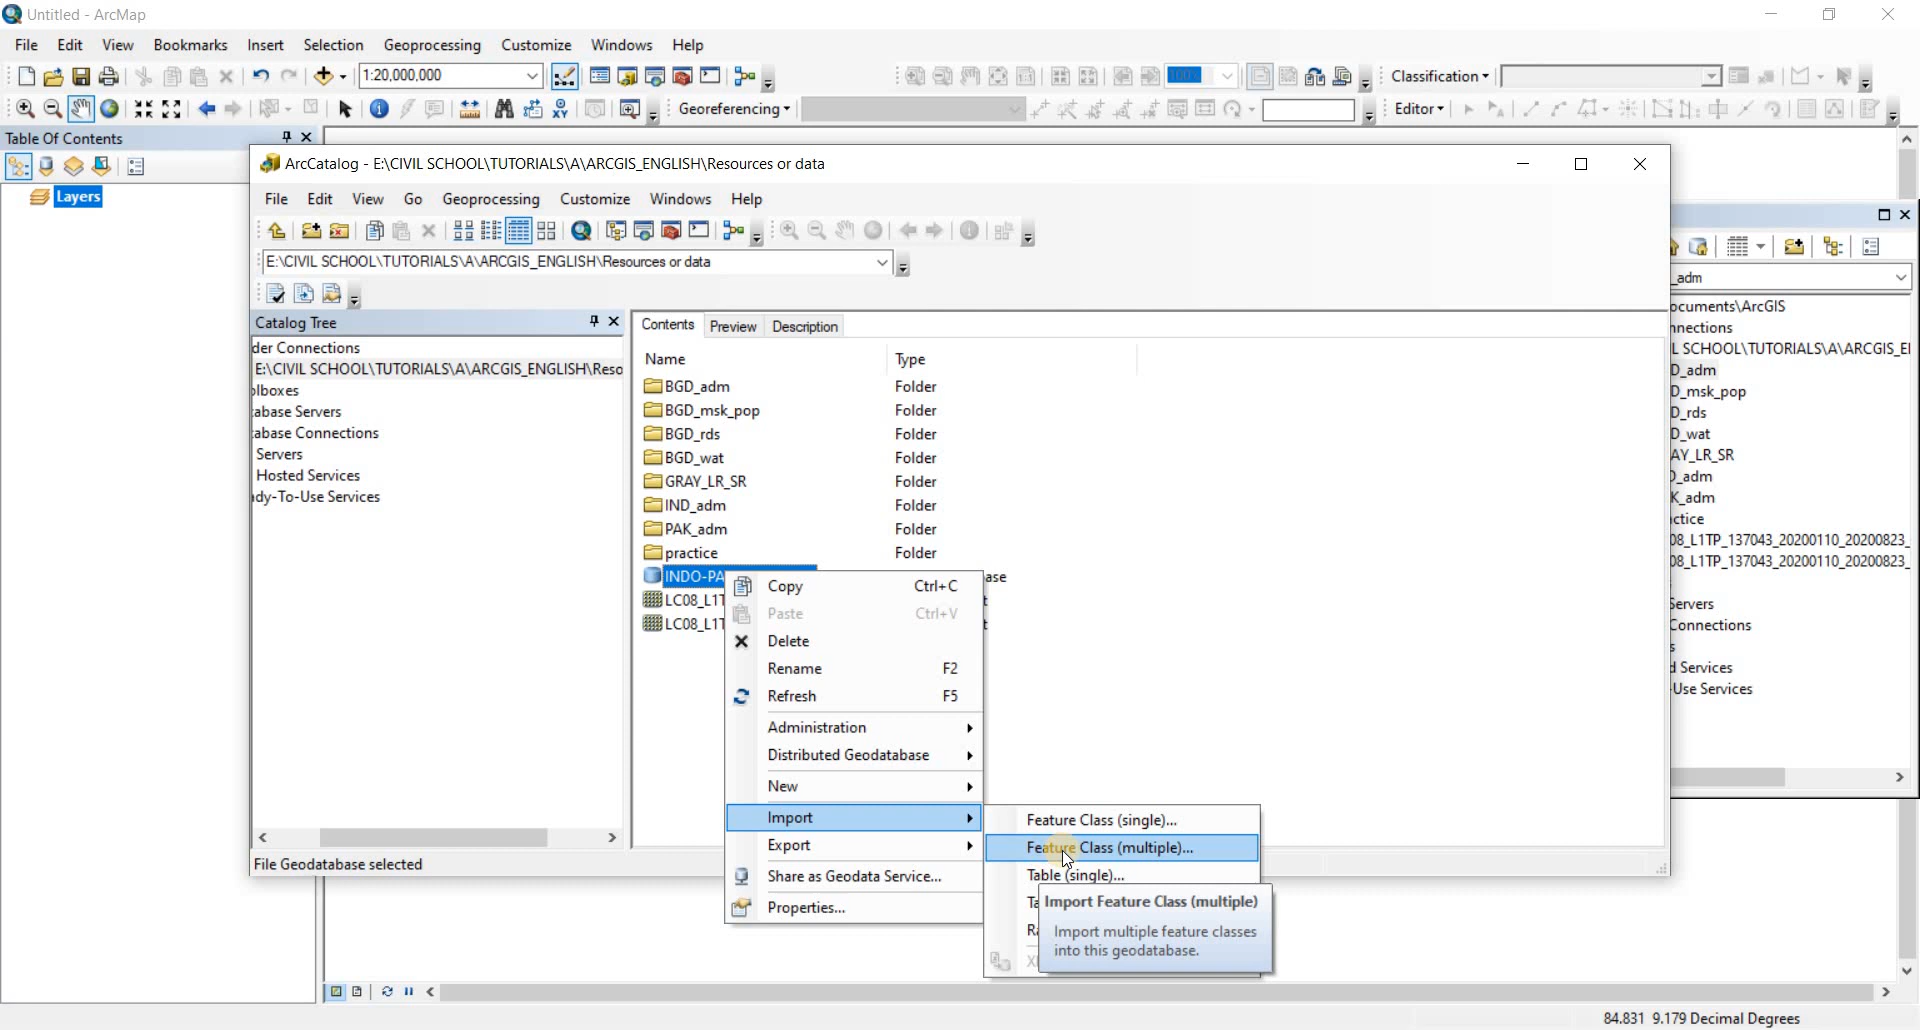 Untitled - ArcMap
File Edit View Bookmarks Insert Selection Geoprocessing Customize Windows Help
1:20,000,000
100%
Classification
Georeferencing
Editor
Table Of Contents
Layers
ArcCatalog - E:\CIVIL SCHOOL\TUTORIALS\A\ARCGIS_ENGLISH\Resources or data
File Edit View Go Geoprocessing Customize Windows Help
E:\CIVIL SCHOOL\TUTORIALS\A\ARCGIS_ENGLISH\Resources or data
Catalog Tree
der Connections
E:\CIVIL SCHOOL\TUTORIALS\A\ARCGIS_ENGLISH\Reso
lboxes
abase Servers
abase Connections
Servers
Hosted Services
dy-To-Use Services
Contents Preview Description
Name Type
BGD_adm Folder
BGD_msk_pop Folder
BGD_rds Folder
BGD_wat Folder
GRAY_LR_SR Folder
IND_adm Folder
PAK_adm Folder
practice Folder
INDO-PA ase
LC08_L1T t
LC08_L1T t
Copy Ctrl+C
Paste Ctrl+V
Delete
Rename F2
Refresh F5
Administration
Distributed Geodatabase
New
Import
Export
Share as Geodata Service...
Properties...
Feature Class (single)...
Feature Class (multiple)...
Table (single)...
Ta
Ra
X
Import Feature Class (multiple)
Import multiple feature classes
into this geodatabase.
File Geodatabase selected
_adm
ocuments\ArcGIS
nnections
L SCHOOL\TUTORIALS\A\ARCGIS_E
D_adm
D_msk_pop
D_rds
D_wat
AY_LR_SR
D_adm
K_adm
ctice
08_L1TP_137043_20200110_20200823_
08_L1TP_137043_20200110_20200823_
s
Servers
Connections
s
d Services
-Use Services
84.831 9.179 Decimal Degrees